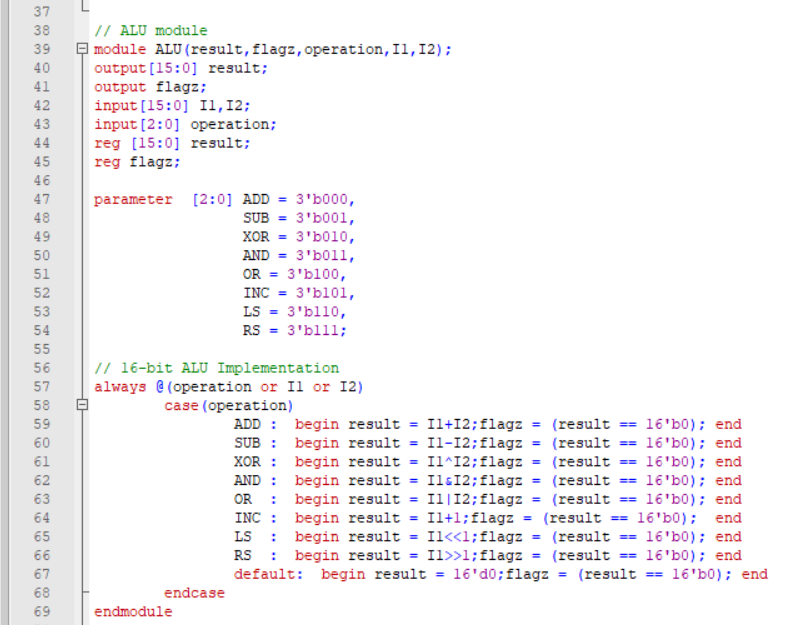 37
38 // ALU module
39 module ALU(result,flagz,operation,I1,I2);
40 output[15:0] result;
41 output flagz;
42 input[15:0] I1,I2;
43 input[2:0] operation;
44 reg [15:0] result;
45 reg flagz;
46
47 parameter  [2:0] ADD = 3'b000,
48 SUB = 3'b001,
49 XOR = 3'b010,
50 AND = 3'b011,
51 OR = 3'b100,
52 INC = 3'b101,
53 LS = 3'b110,
54 RS = 3'b111;
55
56 // 16-bit ALU Implementation
57 always @(operation or I1 or I2)
58 case(operation)
59 ADD :  begin result = I1+I2;flagz = (result == 16'b0); end
60 SUB :  begin result = I1-I2;flagz = (result == 16'b0); end
61 XOR :  begin result = I1^I2;flagz = (result == 16'b0); end
62 AND :  begin result = I1&I2;flagz = (result == 16'b0); end
63 OR  :  begin result = I1|I2;flagz = (result == 16'b0); end
64 INC :  begin result = I1+1;flagz = (result == 16'b0);  end
65 LS  :  begin result = I1<<1;flagz = (result == 16'b0); end
66 RS  :  begin result = I1>>1;flagz = (result == 16'b0); end
67 default:  begin result = 16'd0;flagz = (result == 16'b0); end
68 endcase
69 endmodule